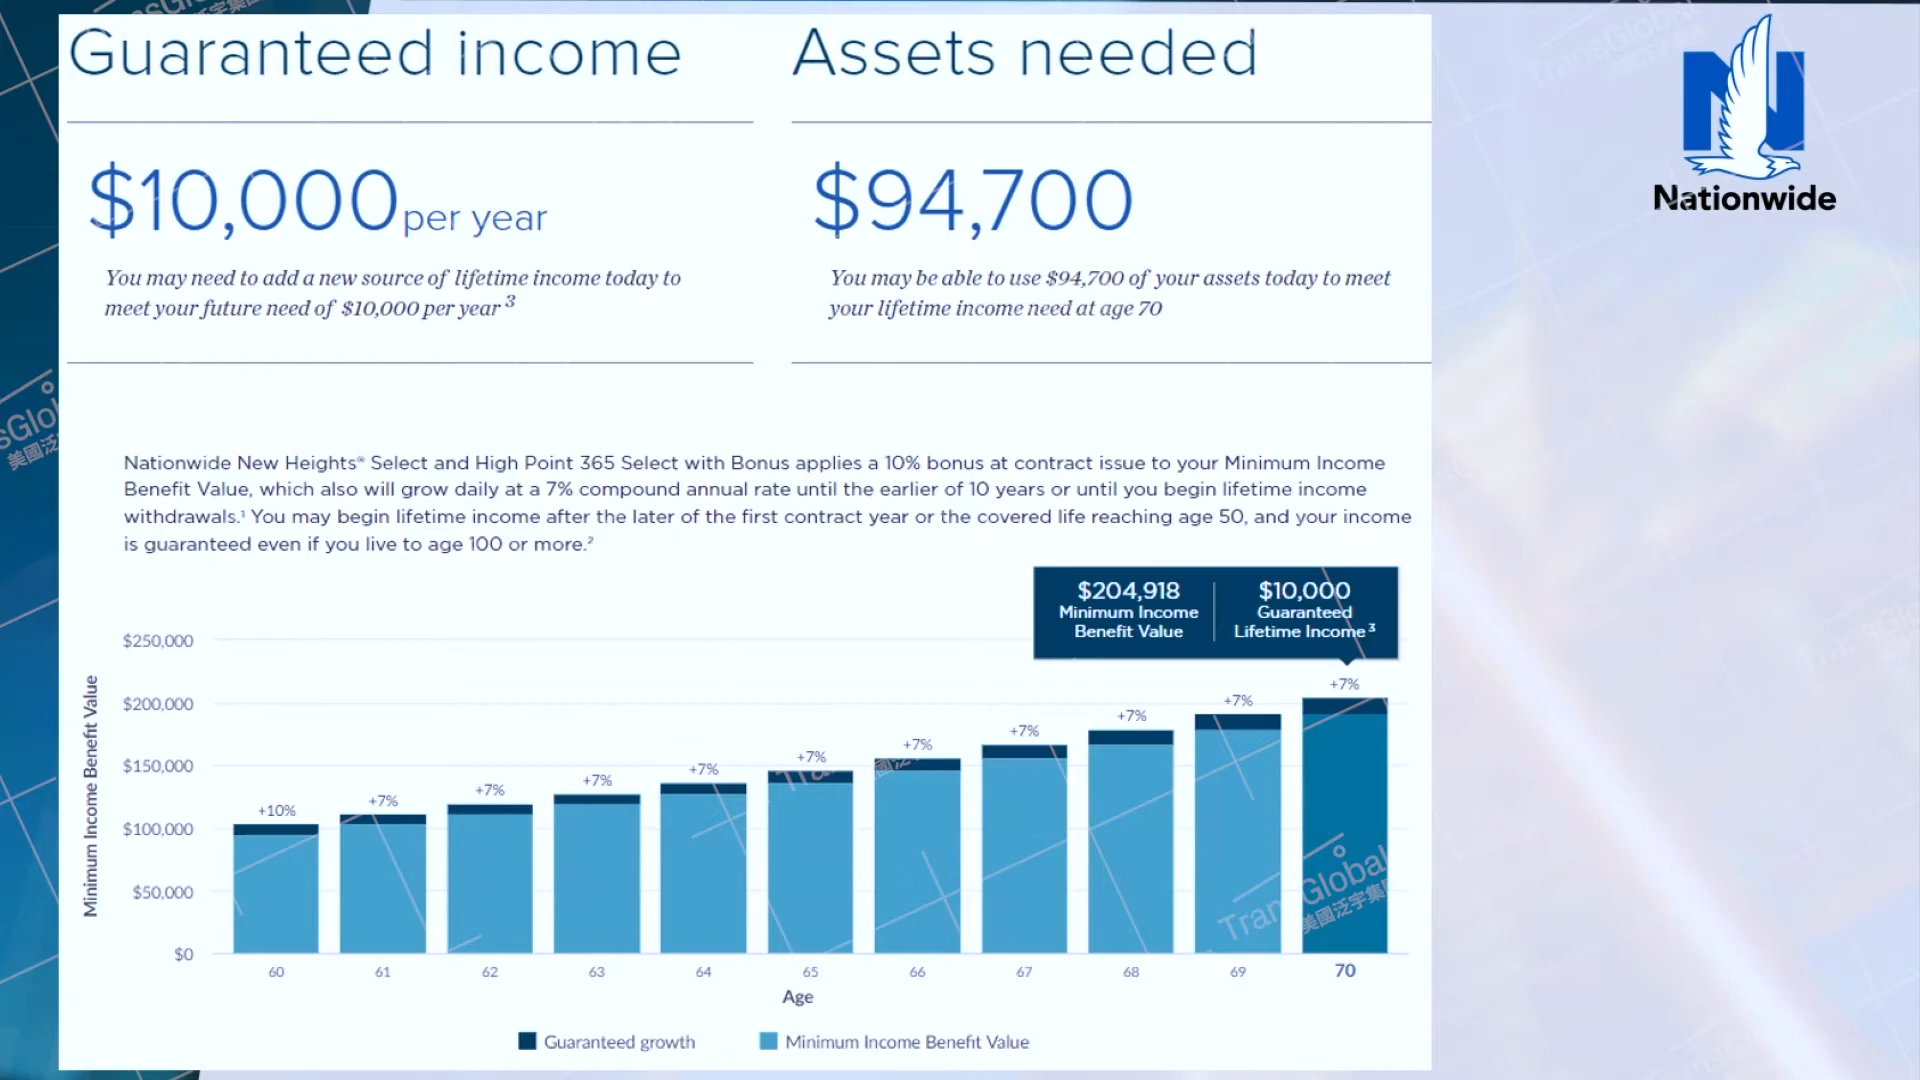 Guaranteed income
Assets needed
$10,000 per year
$94,700
You may need to add a new source of lifetime income today to
meet your future need of $10,000 per year 3
You may be able to use $94,700 of your assets today to meet
your lifetime income need at age 70
Nationwide
Nationwide New Heights® Select and High Point 365 Select with Bonus applies a 10% bonus at contract issue to your Minimum Income
Benefit Value, which also will grow daily at a 7% compound annual rate until the earlier of 10 years or until you begin lifetime income
withdrawals.¹ You may begin lifetime income after the later of the first contract year or the covered life reaching age 50, and your income
is guaranteed even if you live to age 100 or more.²
$204,918
Minimum Income
Benefit Value
$10,000
Guaranteed
Lifetime Income 3
Minimum Income Benefit Value
$250,000
$200,000
$150,000
$100,000
$50,000
$0
+10%
+7%
+7%
+7%
+7%
+7%
+7%
+7%
+7%
+7%
+7%
60
61
62
63
64
65
66
67
68
69
70
Age
Guaranteed growth
Minimum Income Benefit Value
TransGlobal
美國泛宇集團